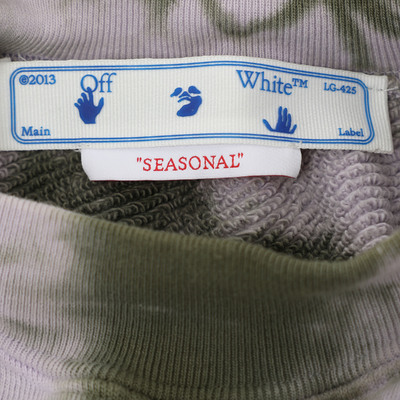 ©2013 Off White™ LG-425
Main Label
"SEASONAL"